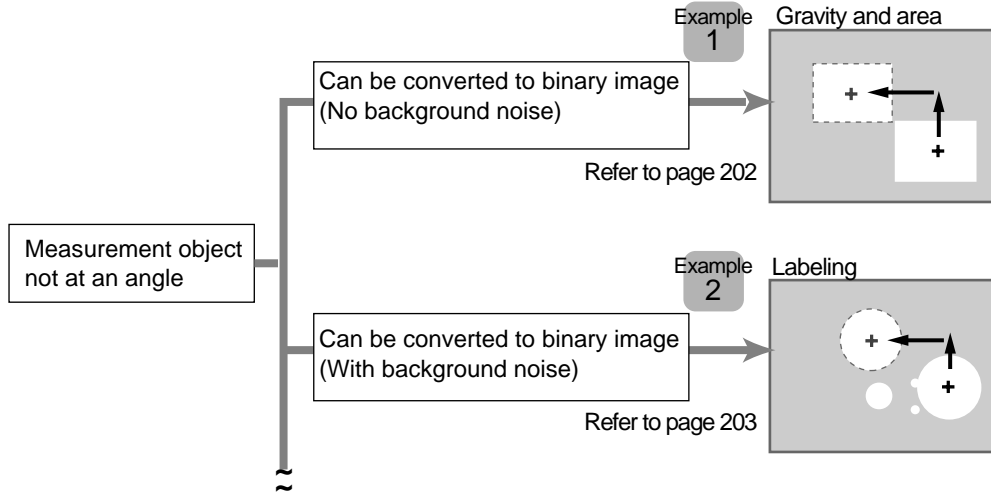 Example
1
Gravity and area
Can be converted to binary image
(No background noise)
Refer to page 202
Measurement object
not at an angle
Example
2
Labeling
Can be converted to binary image
(With background noise)
Refer to page 203